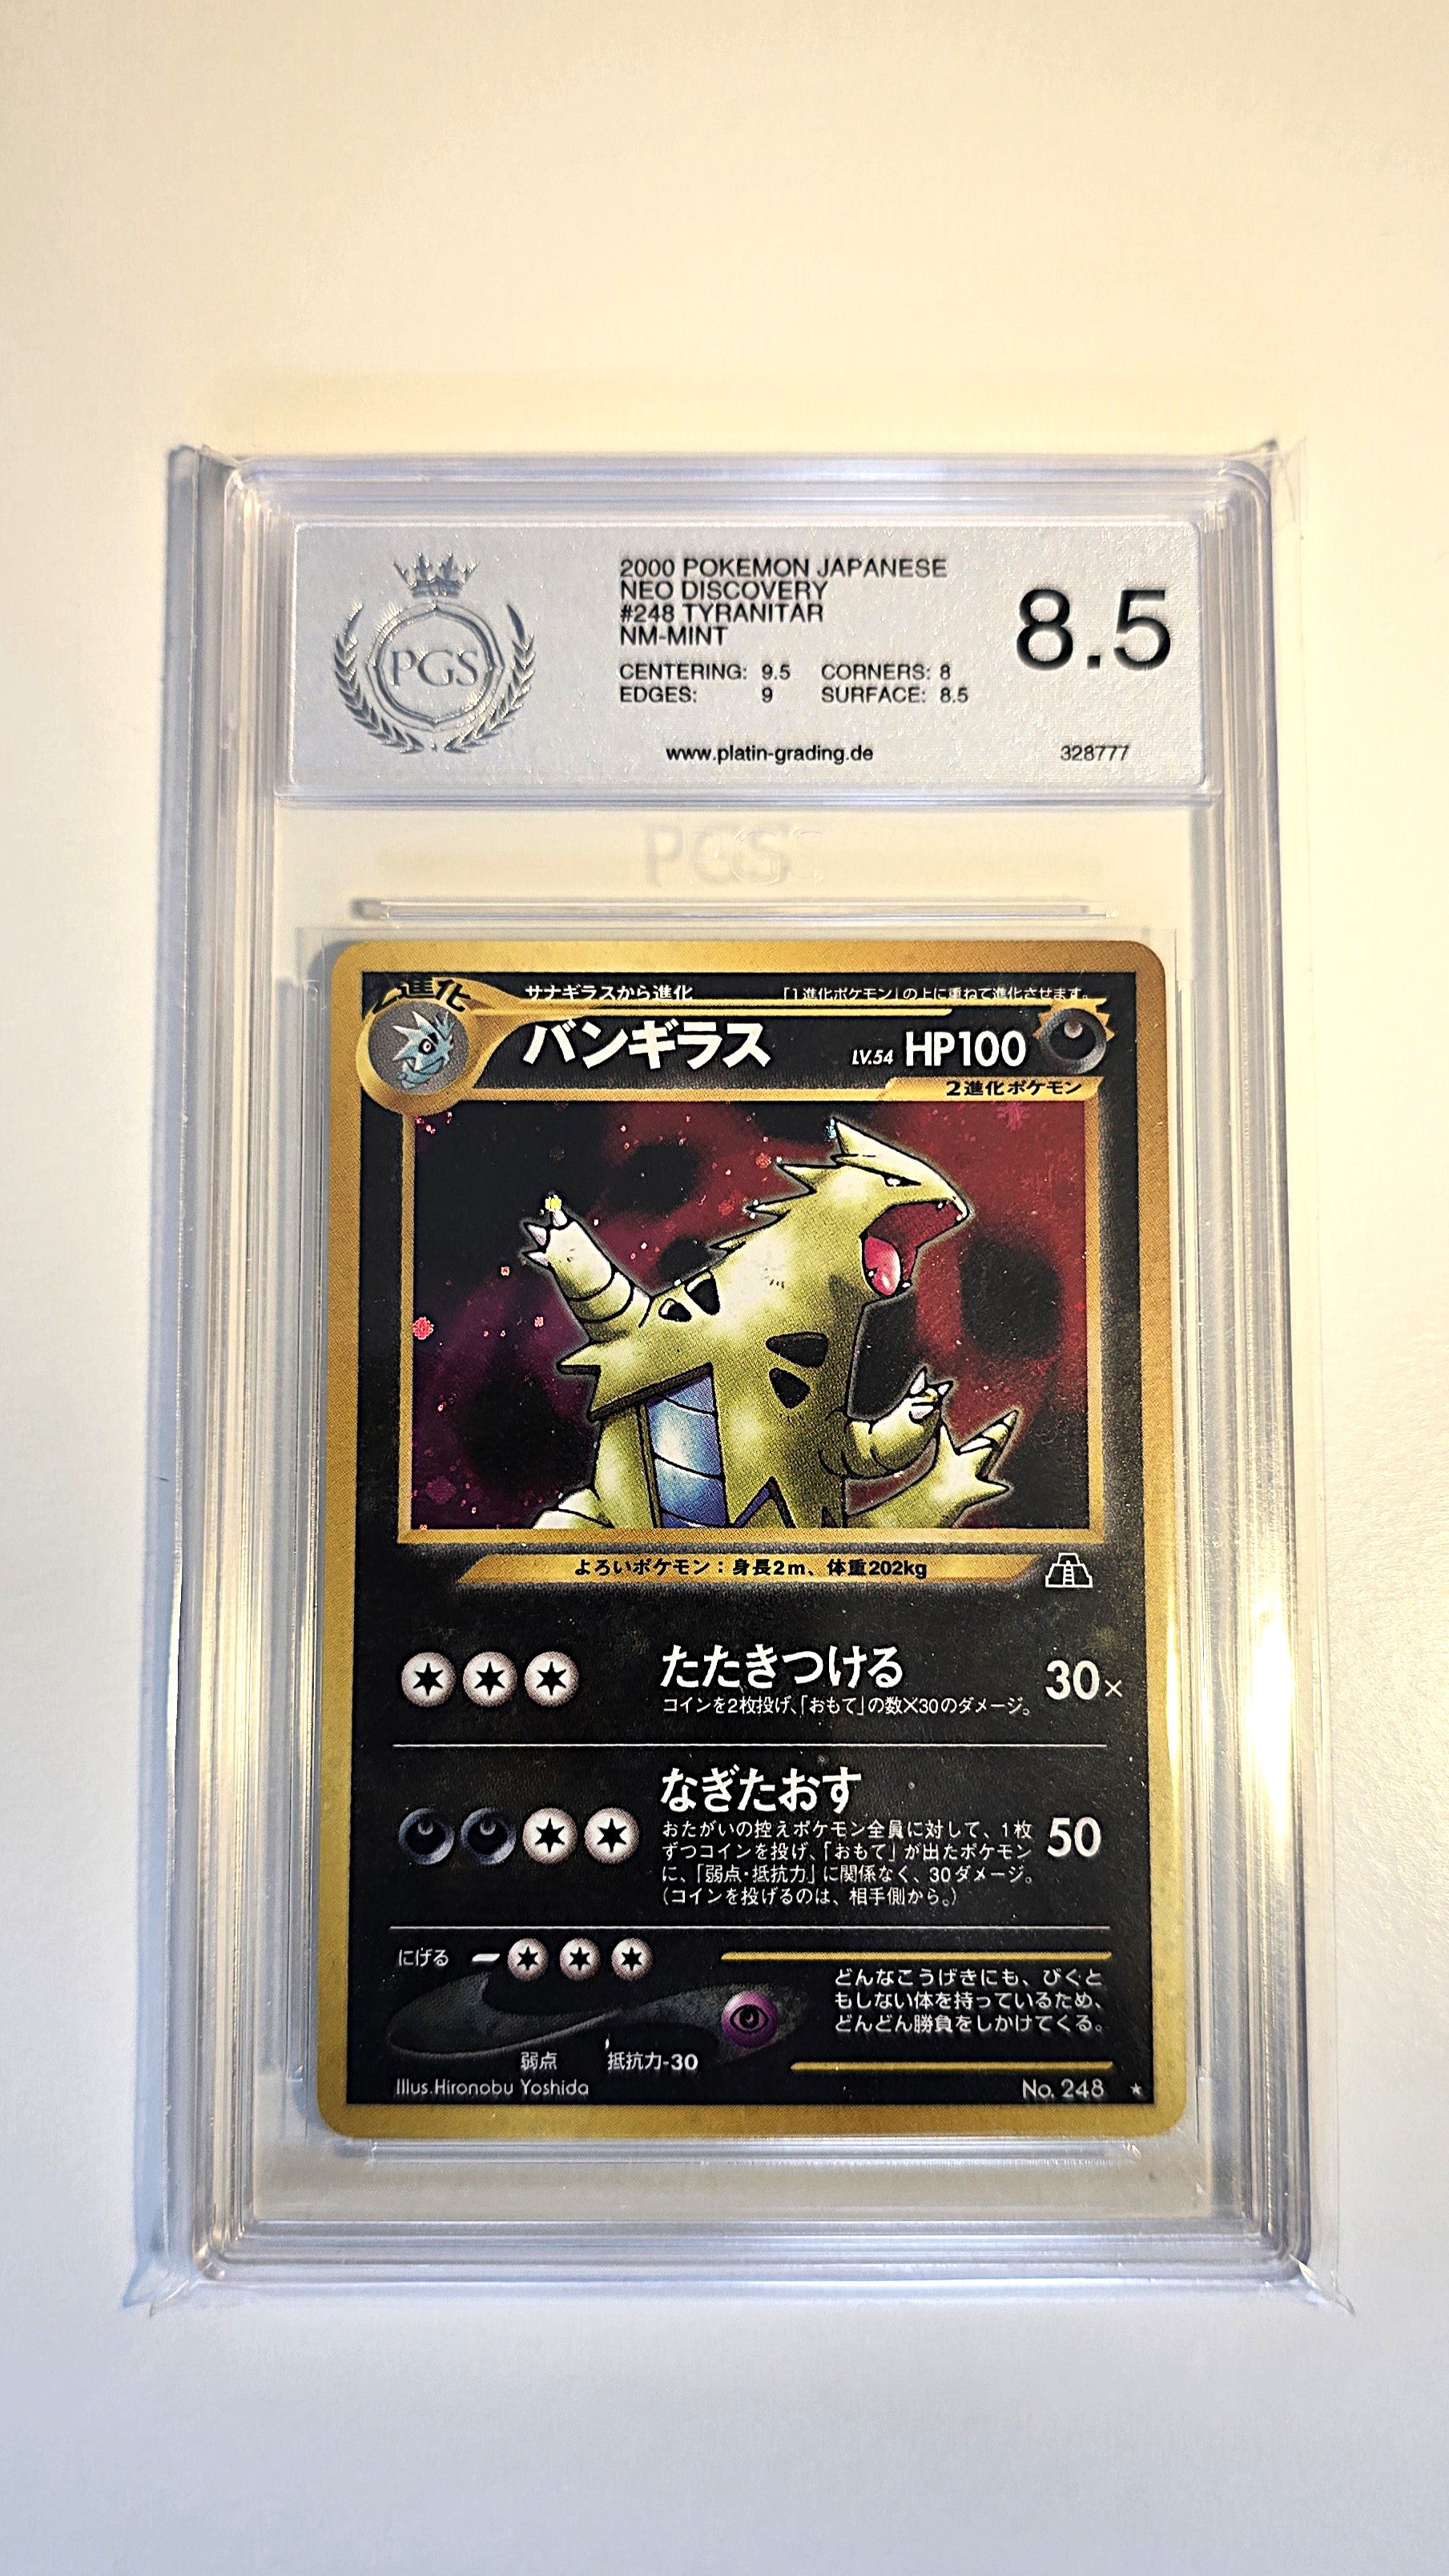 PGS
2000 POKEMON JAPANESE
NEO DISCOVERY
#248 TYRANITAR
NM-MINT
CENTERING: 9.5 CORNERS: 8
EDGES: 9 SURFACE: 8.5
8.5
www.platin-grading.de
328777
PGS
2進化
サナギラスから進化
「1進化ポケモン」の上に重ねて進化させます。
バンギラス
LV.54 HP100
2進化ポケモン
よろいポケモン：身長2m、体重202kg
たたきつける
30×
コインを2枚投げ、「おもて」の数×30のダメージ。
なぎたおす
50
おたがいの控えポケモン全員に対して、1枚
ずつコインを投げ、「おもて」が出たポケモン
に、「弱点・抵抗力」に関係なく、30ダメージ。
（コインを投げるのは、相手側から。）
にげる
どんなこうげきにも、びくと
もしない体を持っているため、
どんどん勝負をしかけてくる。
弱点 抵抗力-30
Illus.Hironobu Yoshida
No. 248 ★